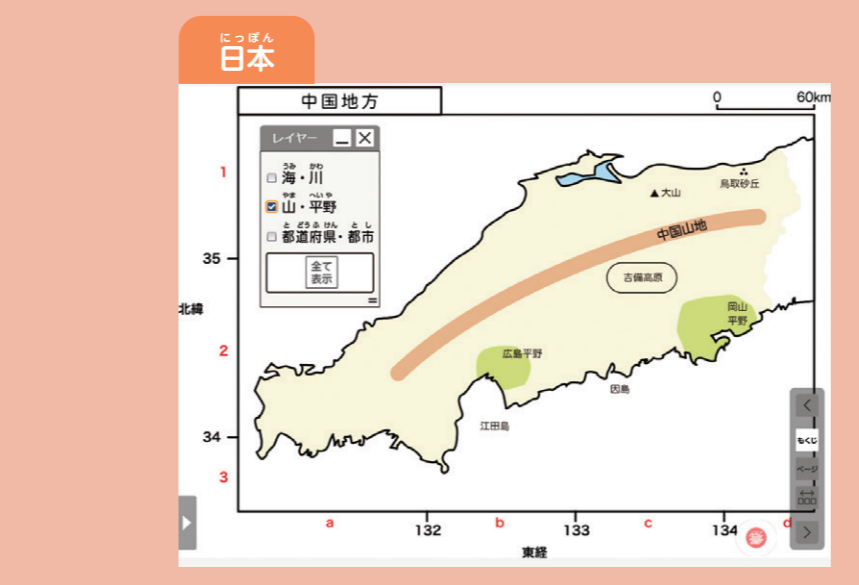 にっぽん
日本
中国地方
0 60km
レイヤー
うみ かわ
海・川
やま へいや
山・平野
と どうふ けん と し
都道府県・都市
全て
表示
1
鳥取砂丘
大山
中国山地
35
吉備高原
北緯
岡山
平野
2
広島平野
因島
江田島
もくじ
34
ページ
3
a b c d
132 133 134
東経